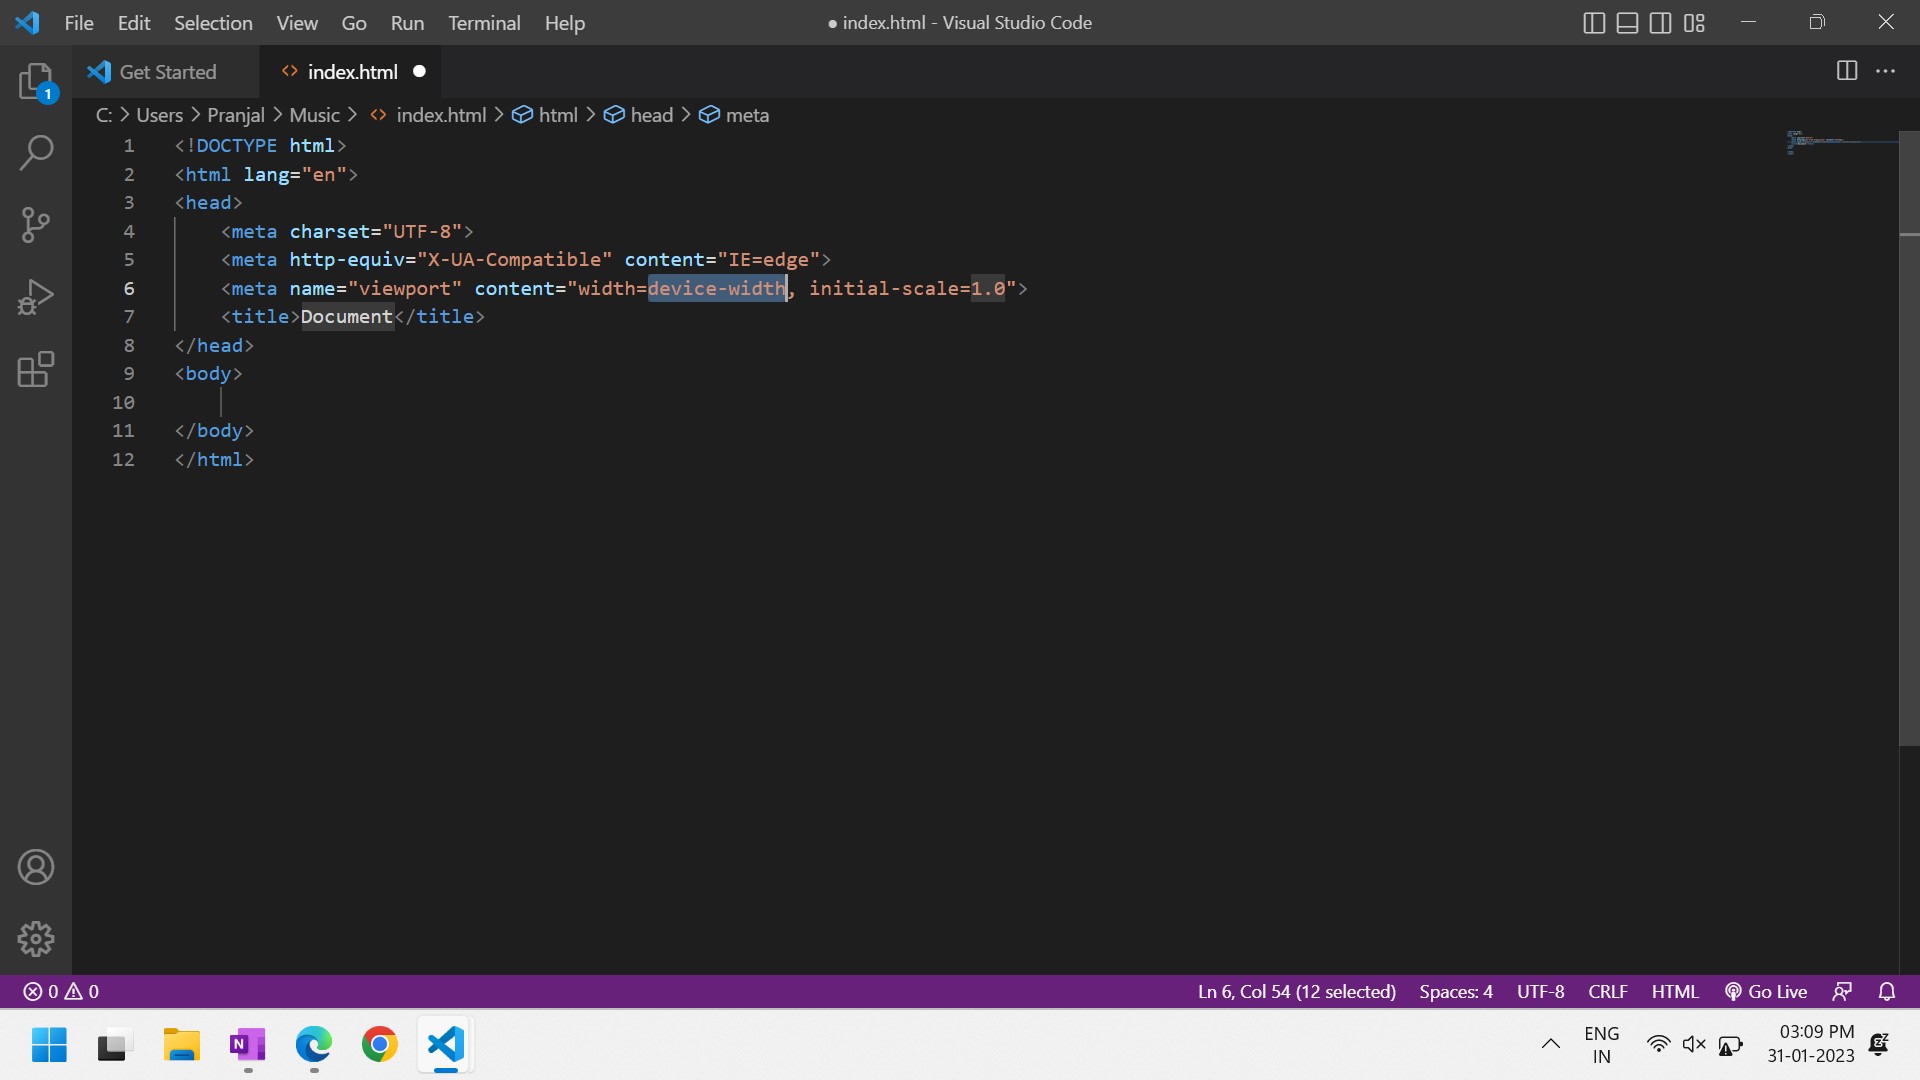 File Edit Selection View Go Run Terminal Help
● index.html - Visual Studio Code
Get Started
<> index.html ●
1
C: > Users > Pranjal > Music > <> index.html > html > head > meta
1 <!DOCTYPE html>
2 <html lang="en">
3 <head>
4 <meta charset="UTF-8">
5 <meta http-equiv="X-UA-Compatible" content="IE=edge">
6 <meta name="viewport" content="width=device-width, initial-scale=1.0">
7 <title>Document</title>
8 </head>
9 <body>
10
11 </body>
12 </html>
0 0
Ln 6, Col 54 (12 selected) Spaces: 4 UTF-8 CRLF HTML Go Live
N
ENG
IN
03:09 PM
31-01-2023